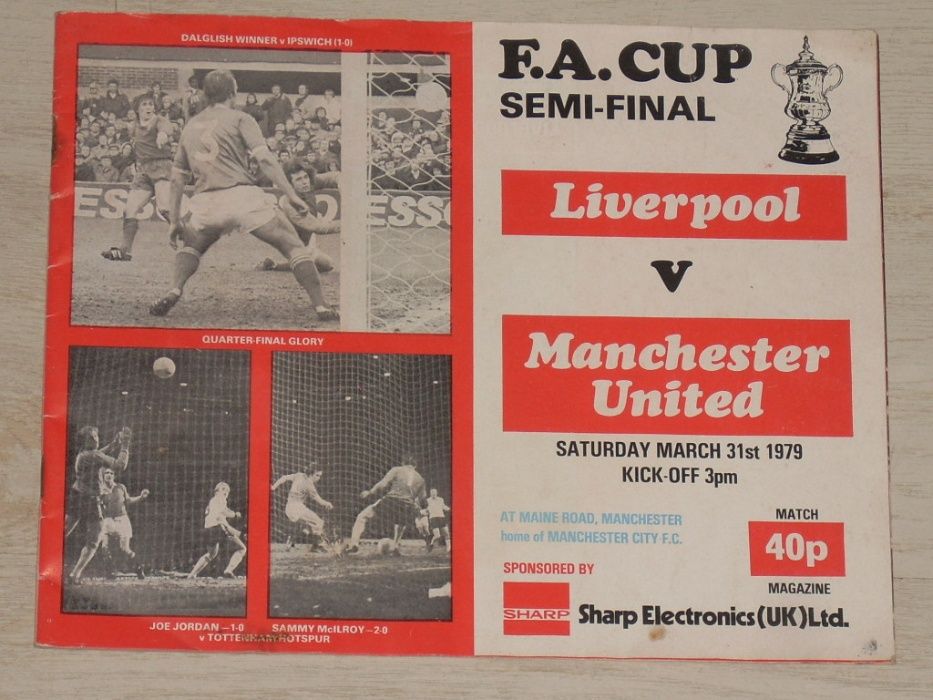 DALGLISH WINNER v IPSWICH (1-0)
ESSO
ESSO
QUARTER-FINAL GLORY
JOE JORDAN—1-0
SAMMY McILROY—2-0
v TOTTENHAM HOTSPUR
F.A. CUP
SEMI-FINAL
Liverpool
v
Manchester
United
SATURDAY MARCH 31st 1979
KICK-OFF 3pm
AT MAINE ROAD, MANCHESTER
home of MANCHESTER CITY F.C.
MATCH
40p
MAGAZINE
SPONSORED BY
SHARP
Sharp Electronics (UK) Ltd.